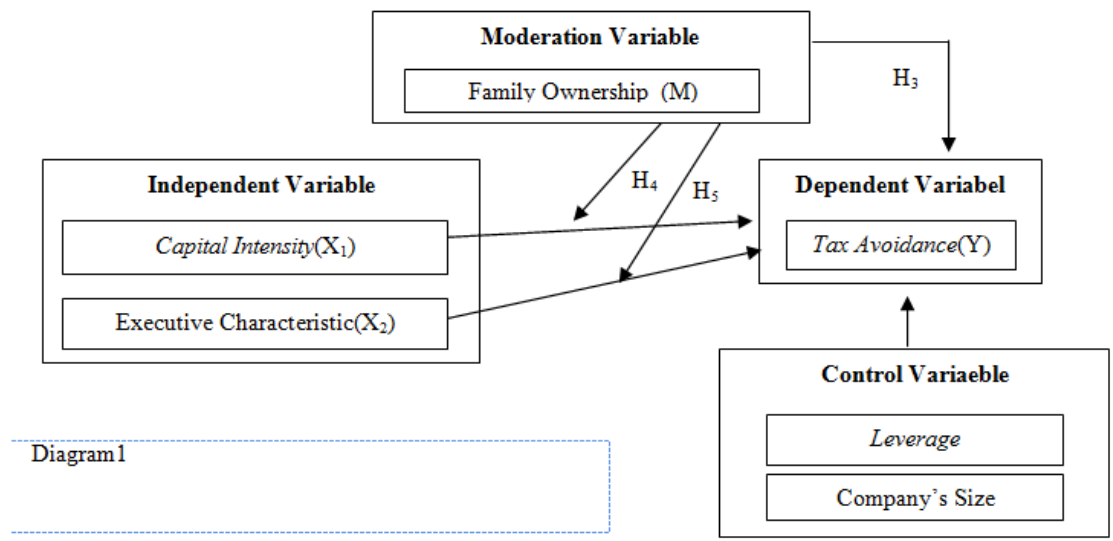 Moderation Variable
Family Ownership (M)
H3
Independent Variable
H4
H5
Dependent Variabel
Capital Intensity(X1)
Tax Avoidance(Y)
Executive Characteristic(X2)
Control Variaeble
Leverage
Company's Size
Diagram1